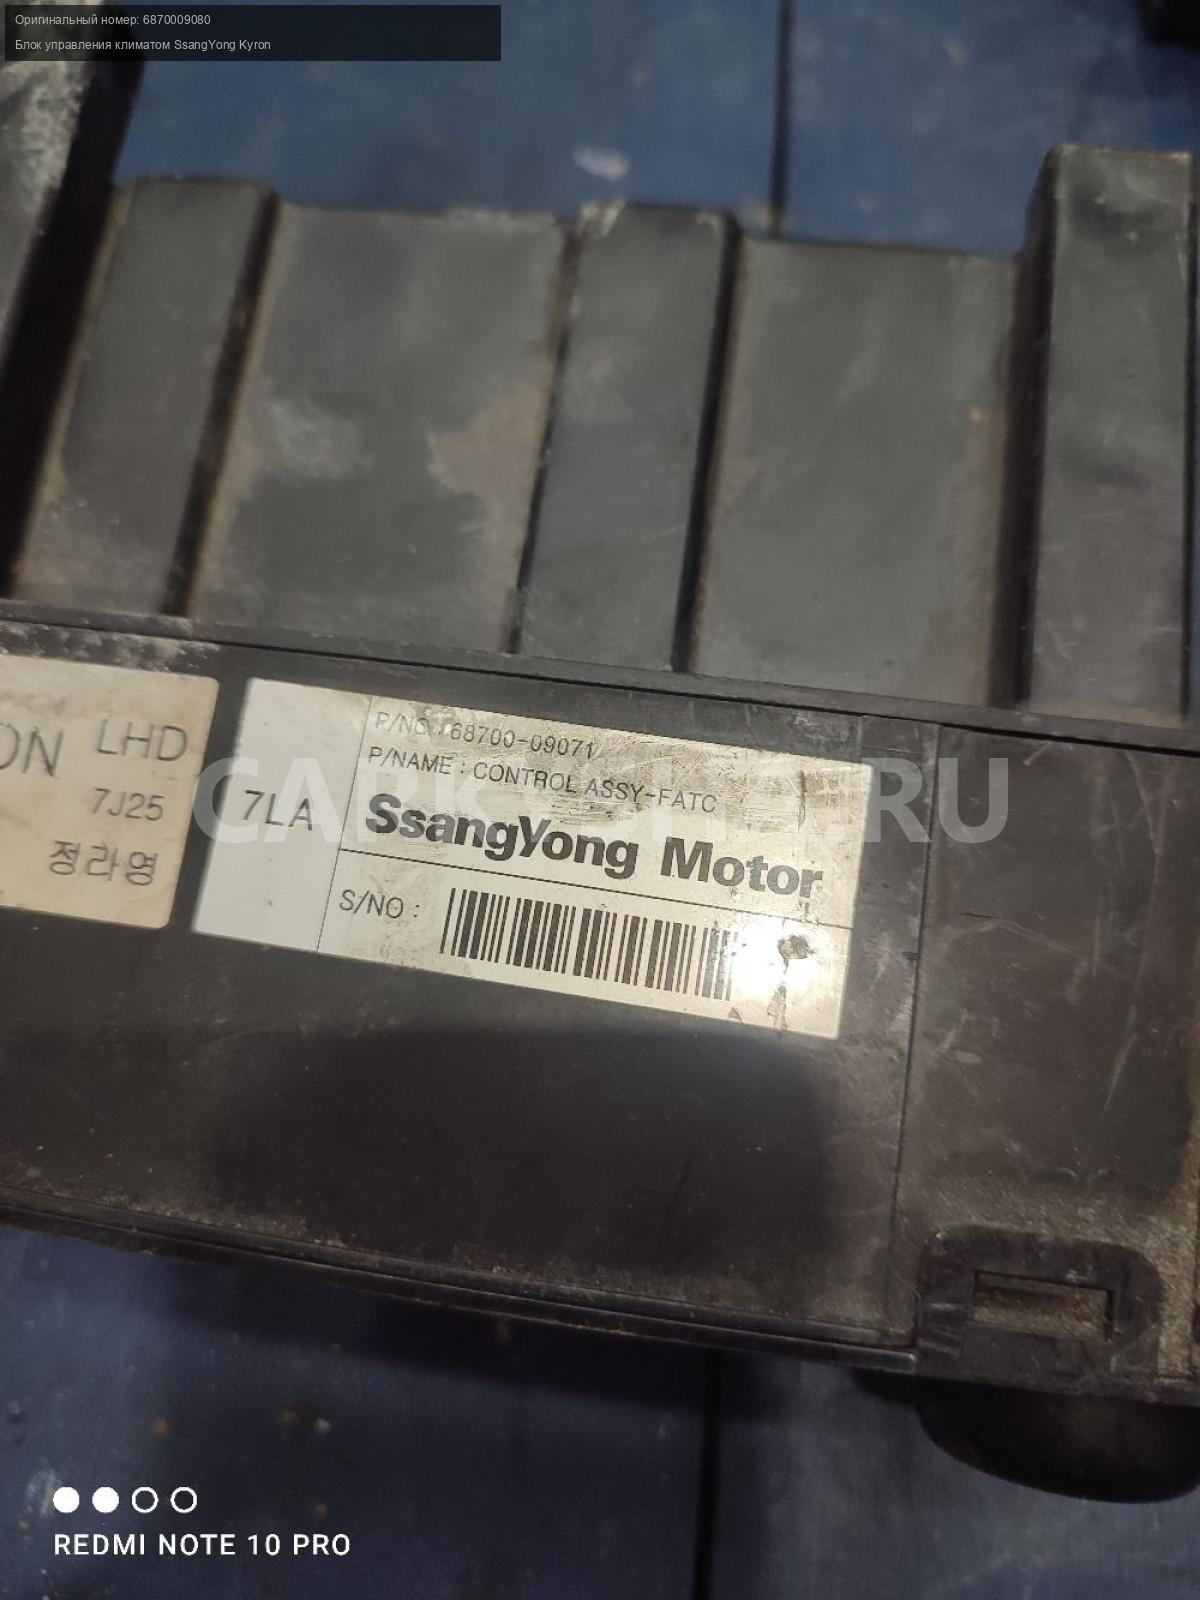 Оригинальный номер: 6870009080
Блок управления климатом SsangYong Kyron
ON LHD
7J25
정라영
7LA
P/NO : 68700-09071
P/NAME : CONTROL ASSY-FATC
SsangYong Motor
S/NO :
REDMI NOTE 10 PRO